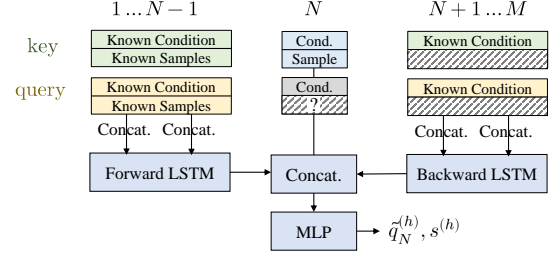 1 ... N − 1 N N + 1 ... M
key Known Condition Cond. Known Condition
Known Samples Sample
query Known Condition Cond. Known Condition
Known Samples ?
Concat. Concat. Concat. Concat.
Forward LSTM Concat. Backward LSTM
MLP q̃_N^{(h)}, s^{(h)}